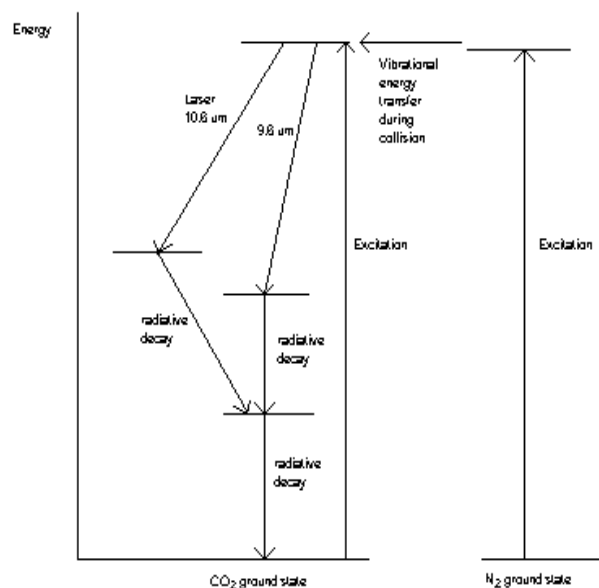 Energy
Laser
10.6 um
9.6 um
Vibrational
energy
transfer
during
collision
Excitation
Excitation
radiative
decay
radiative
decay
radiative
decay
CO2 ground state
N2 ground state